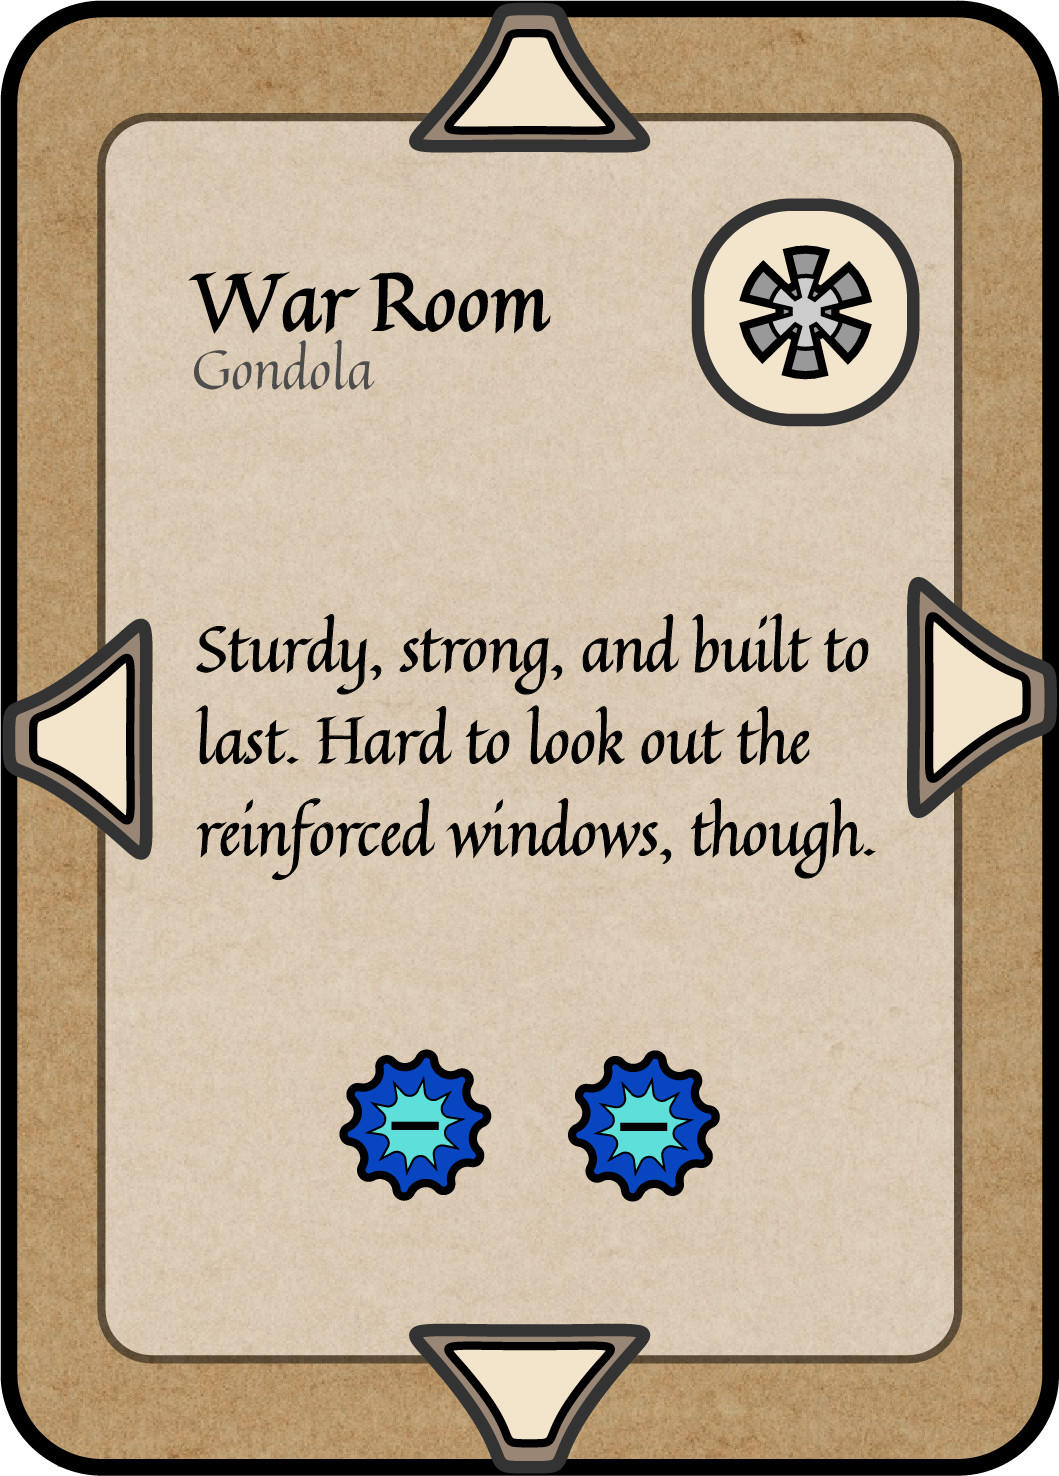 War Room
Gondola
Sturdy, strong, and built to
last. Hard to look out the
reinforced windows, though.